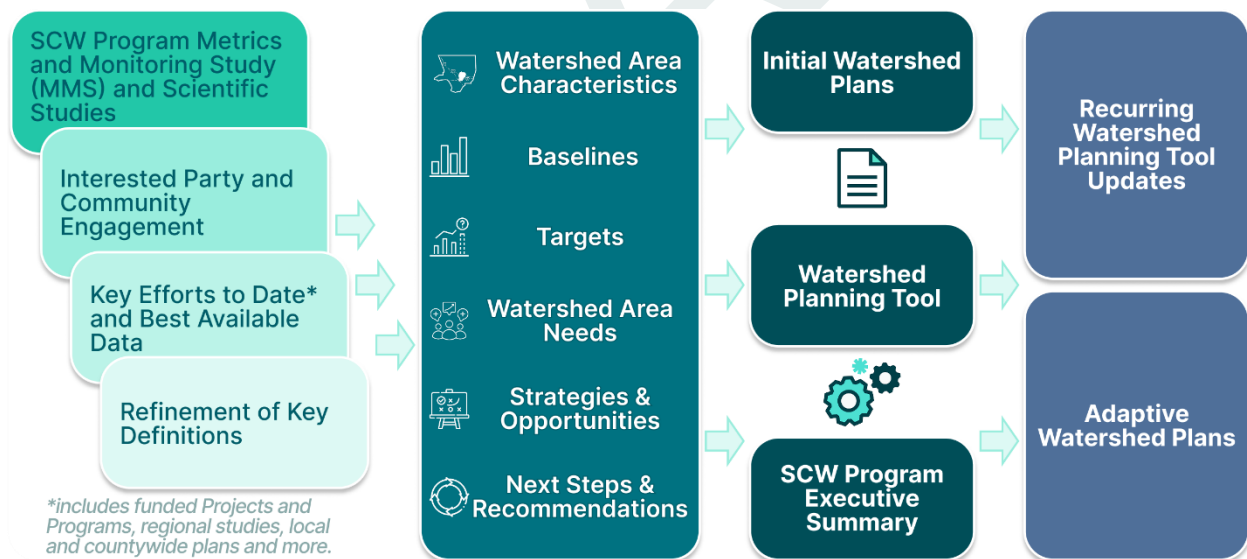 SCW Program Metrics
and Monitoring Study
(MMS) and Scientific
Studies
Interested Party and
Community
Engagement
Key Efforts to Date*
and Best Available
Data
Refinement of Key
Definitions
*includes funded Projects and
Programs, regional studies, local
and countywide plans and more.
Watershed Area
Characteristics
Baselines
Targets
Watershed Area
Needs
Strategies &
Opportunities
Next Steps &
Recommendations
Initial Watershed
Plans
Watershed
Planning Tool
SCW Program
Executive
Summary
Recurring
Watershed
Planning Tool
Updates
Adaptive
Watershed Plans